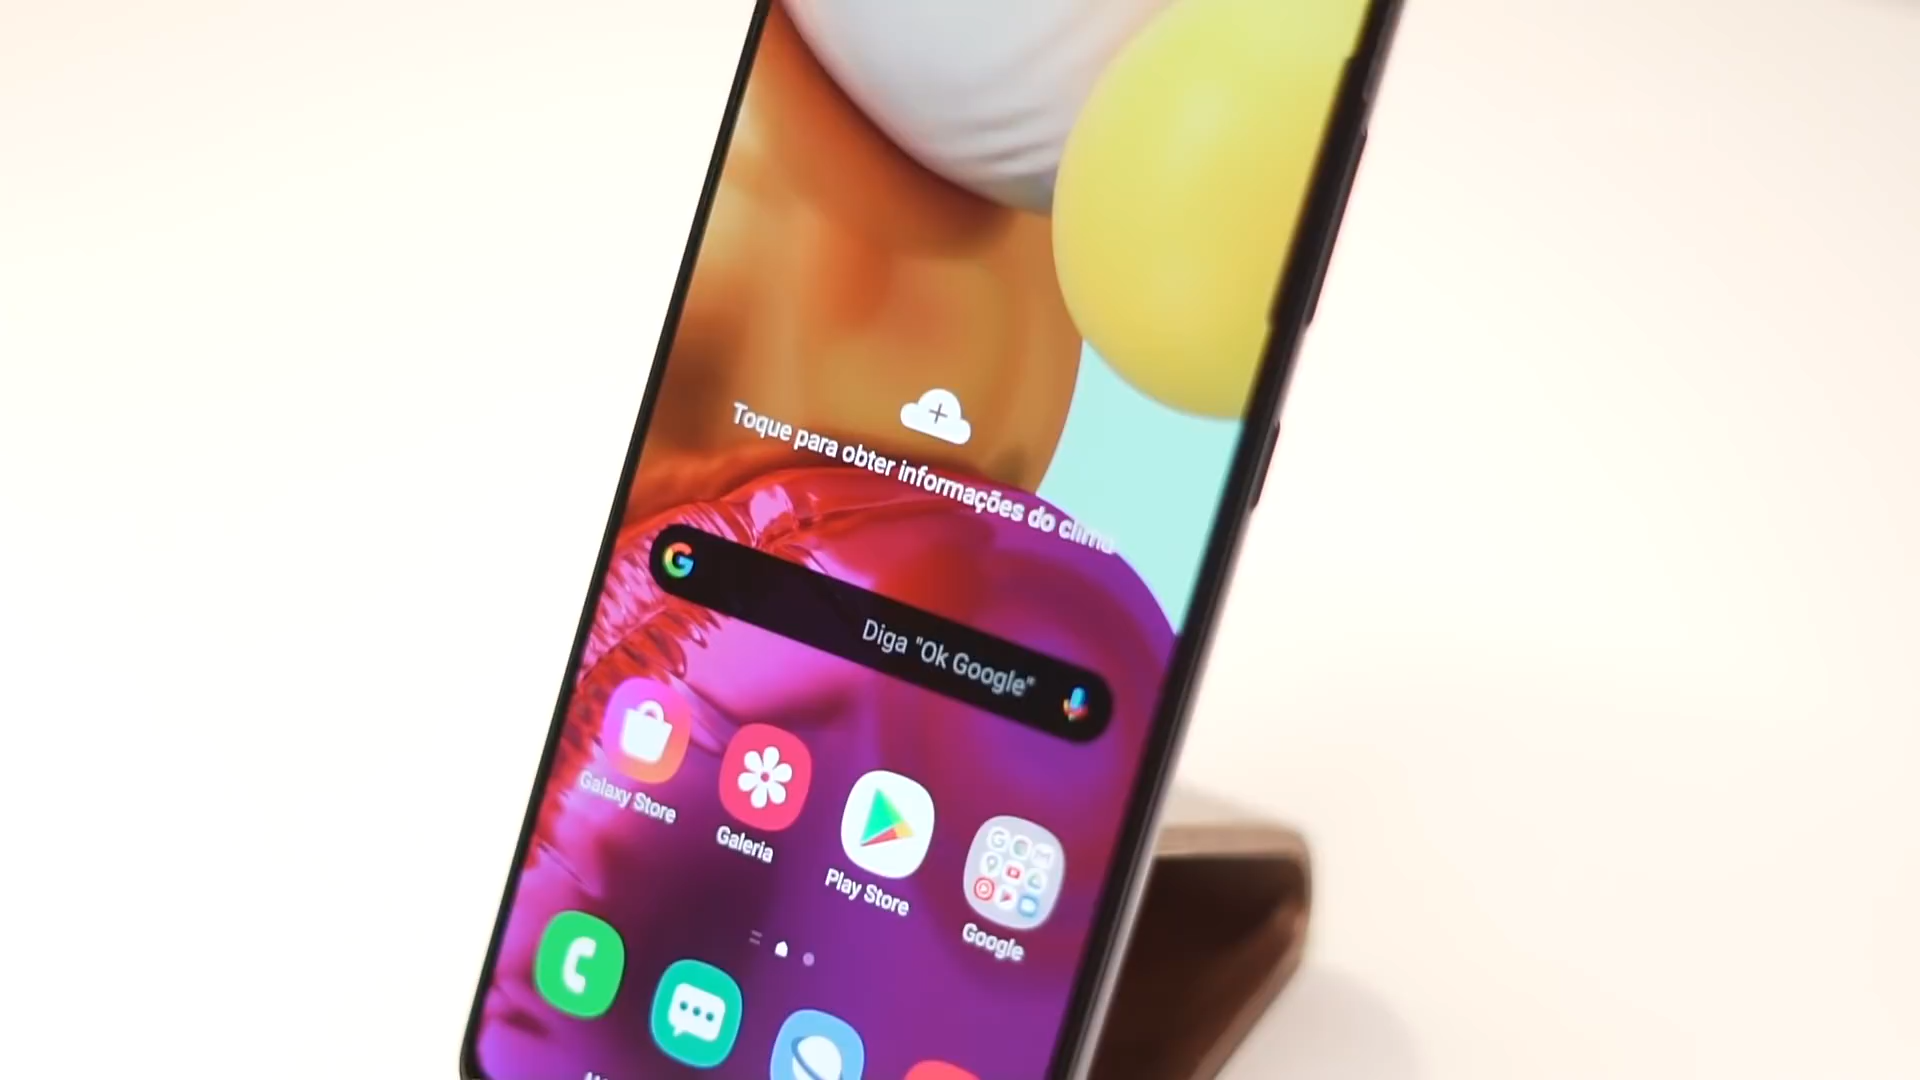 Toque para obter informações do clima
Diga "Ok Google"
Galaxy Store
Galeria
Play Store
Google